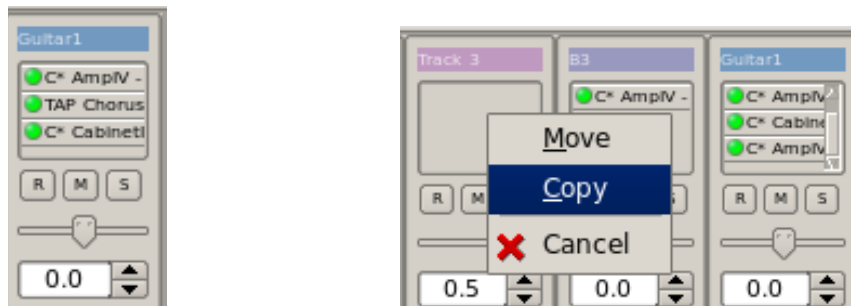 Guitar1
C* AmpIV -
TAP Chorus
C* CabinetI
R M S
0.0
Track 3
B3
Guitar1
C* AmpIV -
C* AmpIV
C* Cabine
C* AmpIV
Move
Copy
Cancel
R M
S
R M S
0.5
0.0
0.0